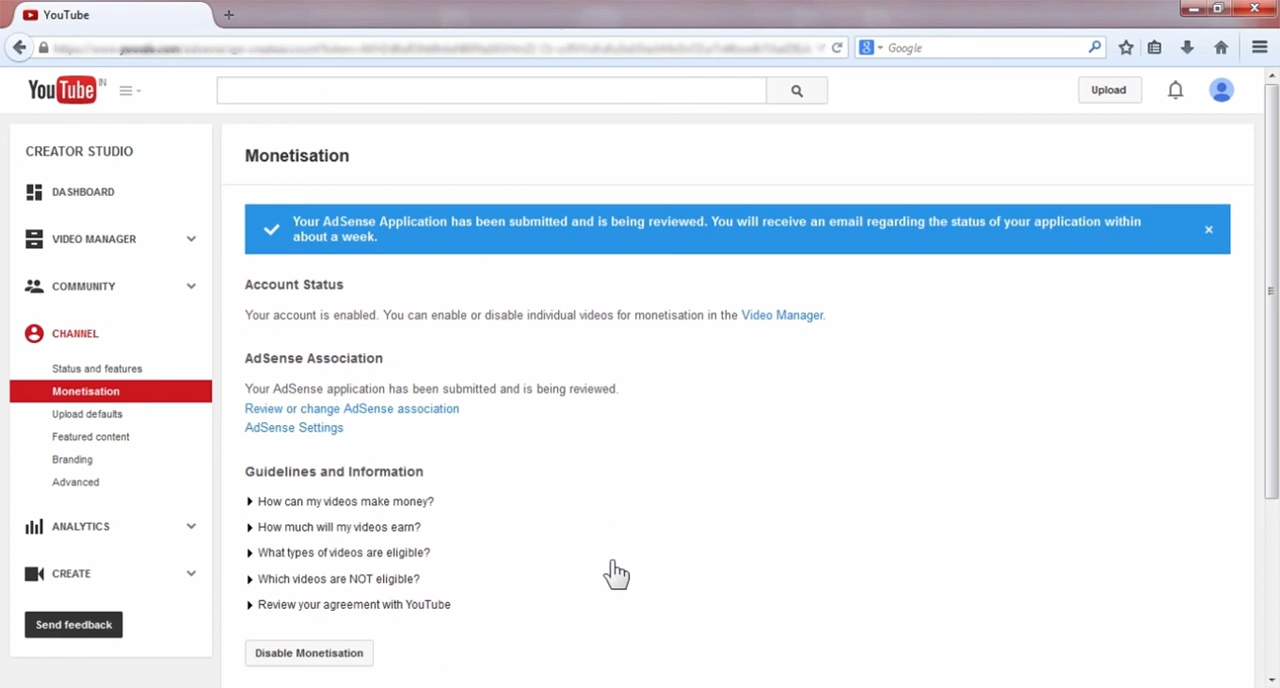 YouTube
Google
YouTube IN
Upload
CREATOR STUDIO
DASHBOARD
VIDEO MANAGER
COMMUNITY
CHANNEL
Status and features
Monetisation
Upload defaults
Featured content
Branding
Advanced
ANALYTICS
CREATE
Send feedback
Monetisation
Your AdSense Application has been submitted and is being reviewed. You will receive an email regarding the status of your application within
about a week.
Account Status
Your account is enabled. You can enable or disable individual videos for monetisation in the Video Manager.
AdSense Association
Your AdSense application has been submitted and is being reviewed.
Review or change AdSense association
AdSense Settings
Guidelines and Information
How can my videos make money?
How much will my videos earn?
What types of videos are eligible?
Which videos are NOT eligible?
Review your agreement with YouTube
Disable Monetisation